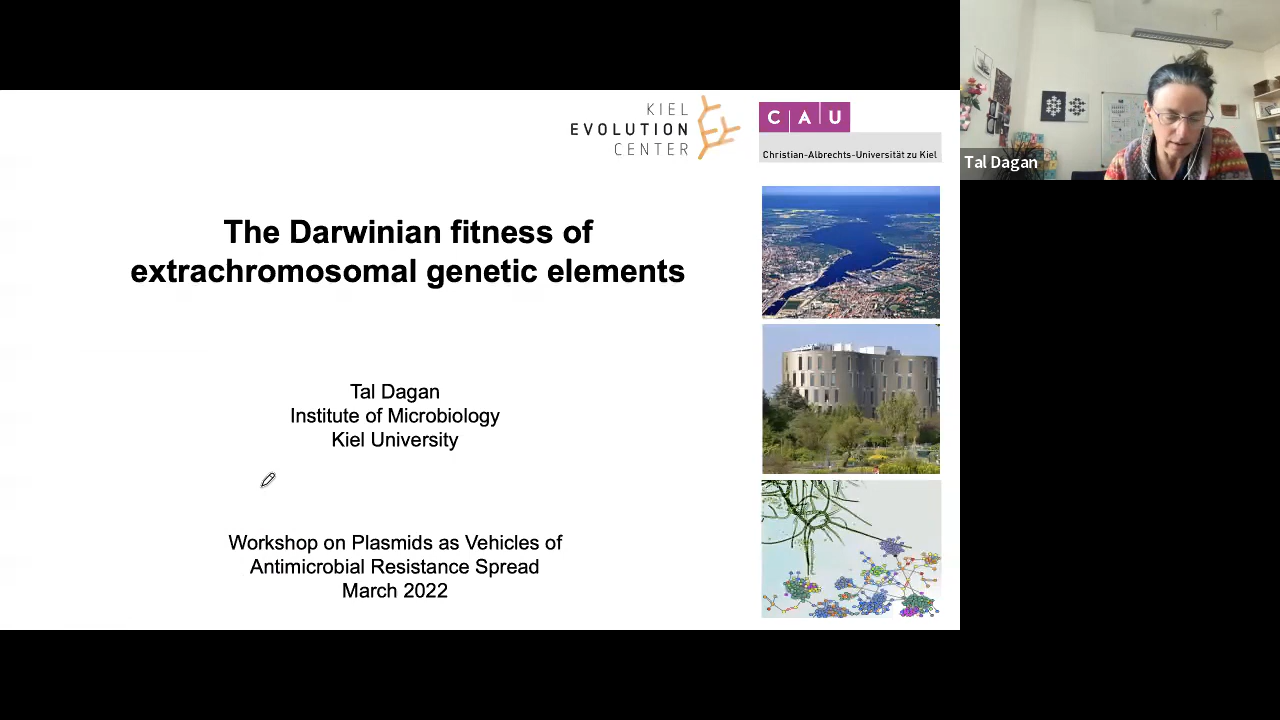 KIEL
EVOLUTION
CENTER
C A U
Christian-Albrechts-Universität zu Kiel
Tal Dagan
The Darwinian fitness of
extrachromosomal genetic elements
Tal Dagan
Institute of Microbiology
Kiel University
Workshop on Plasmids as Vehicles of
Antimicrobial Resistance Spread
March 2022